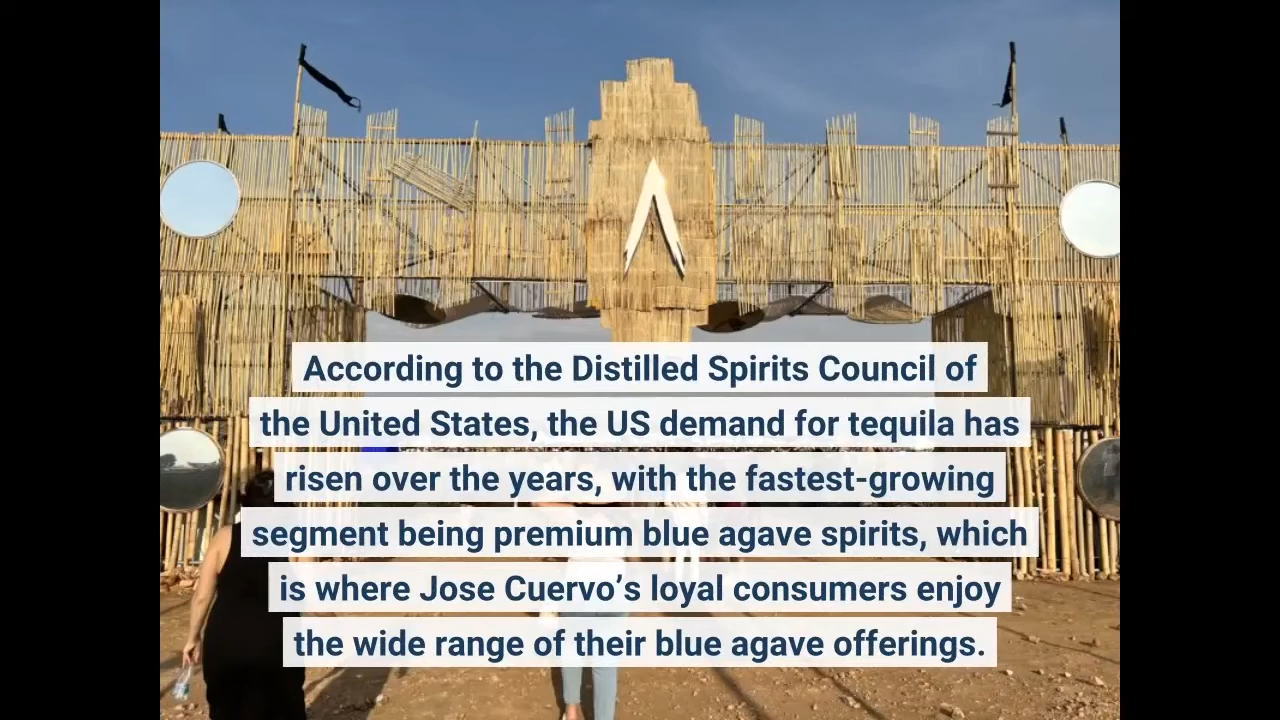 According to the Distilled Spirits Council of
the United States, the US demand for tequila has
risen over the years, with the fastest-growing
segment being premium blue agave spirits, which
is where Jose Cuervo’s loyal consumers enjoy
the wide range of their blue agave offerings.